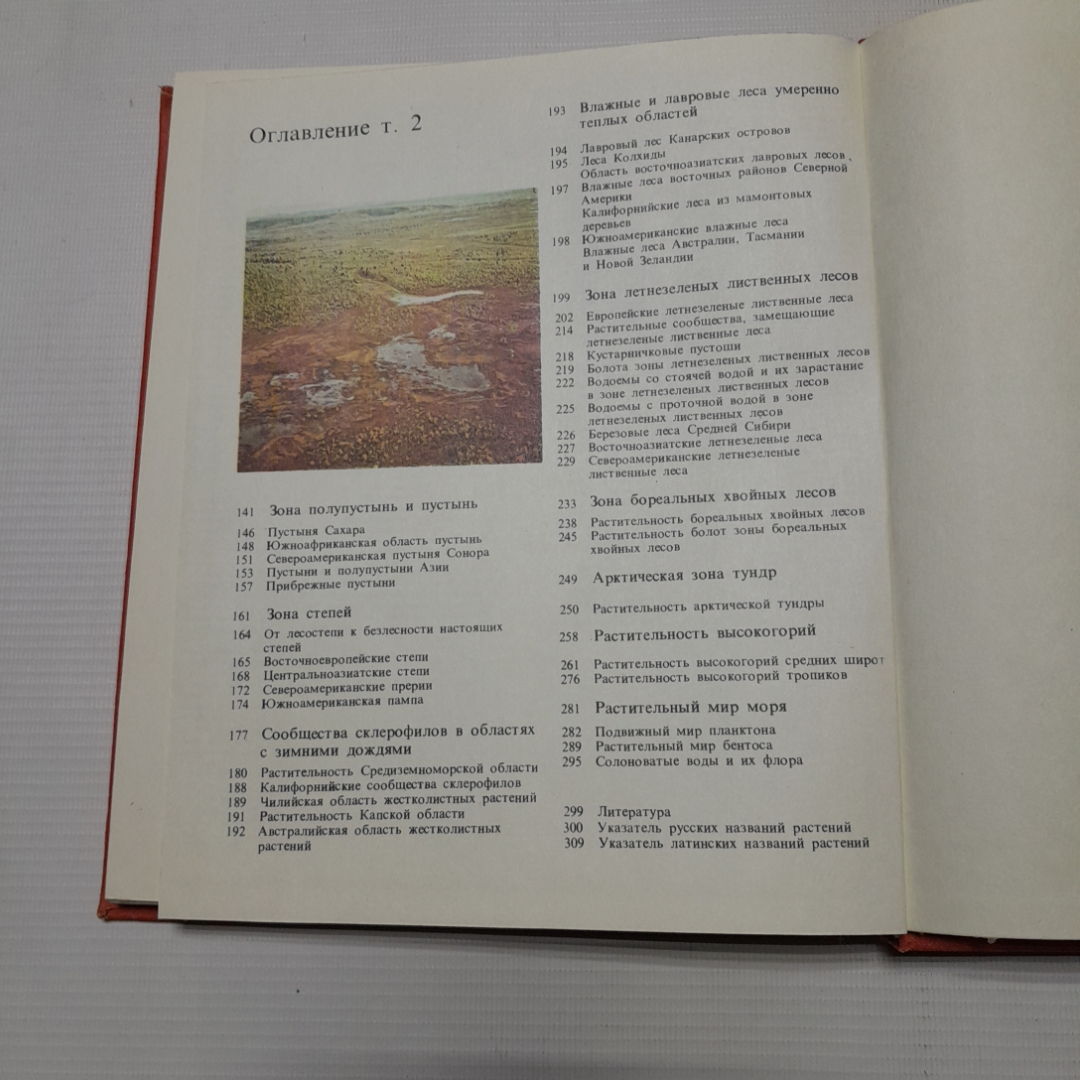 Оглавление т. 2
141 Зона полупустынь и пустынь
146 Пустыня Сахара
148 Южноафриканская область пустынь
151 Североамериканская пустыня Сонора
153 Пустыни и полупустыни Азии
157 Прибрежные пустыни
161 Зона степей
164 От лесостепи к безлесности настоящих
степей
165 Восточноевропейские степи
168 Центральноазиатские степи
172 Североамериканские прерии
174 Южноамериканская пампа
177 Сообщества склерофилов в областях
с зимними дождями
180 Растительность Средиземноморской области
188 Калифорнийские сообщества склерофилов
189 Чилийская область жестколистных растений
191 Растительность Капской области
192 Австралийская область жестколистных
растений
193 Влажные и лавровые леса умеренно
теплых областей
194 Лавровый лес Канарских островов
195 Леса Колхиды
Область восточноазиатских лавровых лесов
197 Влажные леса восточных районов Северной
Америки
Калифорнийские леса из мамонтовых
деревьев
198 Южноамериканские влажные леса
Влажные леса Австралии, Тасмании
и Новой Зеландии
199 Зона летнезеленых лиственных лесов
202 Европейские летнезеленые лиственные леса
214 Растительные сообщества, замещающие
летнезеленые лиственные леса
218 Кустарничковые пустоши
219 Болота зоны летнезеленых лиственных лесов
222 Водоемы со стоячей водой и их зарастание
в зоне летнезеленых лиственных лесов
225 Водоемы с проточной водой в зоне
летнезеленых лиственных лесов
226 Березовые леса Средней Сибири
227 Восточноазиатские летнезеленые леса
229 Североамериканские летнезеленые
лиственные леса
233 Зона бореальных хвойных лесов
238 Растительность бореальных хвойных лесов
245 Растительность болот зоны бореальных
хвойных лесов
249 Арктическая зона тундр
250 Растительность арктической тундры
258 Растительность высокогорий
261 Растительность высокогорий средних широт
276 Растительность высокогорий тропиков
281 Растительный мир моря
282 Подвижный мир планктона
289 Растительный мир бентоса
295 Солоноватые воды и их флора
299 Литература
300 Указатель русских названий растений
309 Указатель латинских названий растений